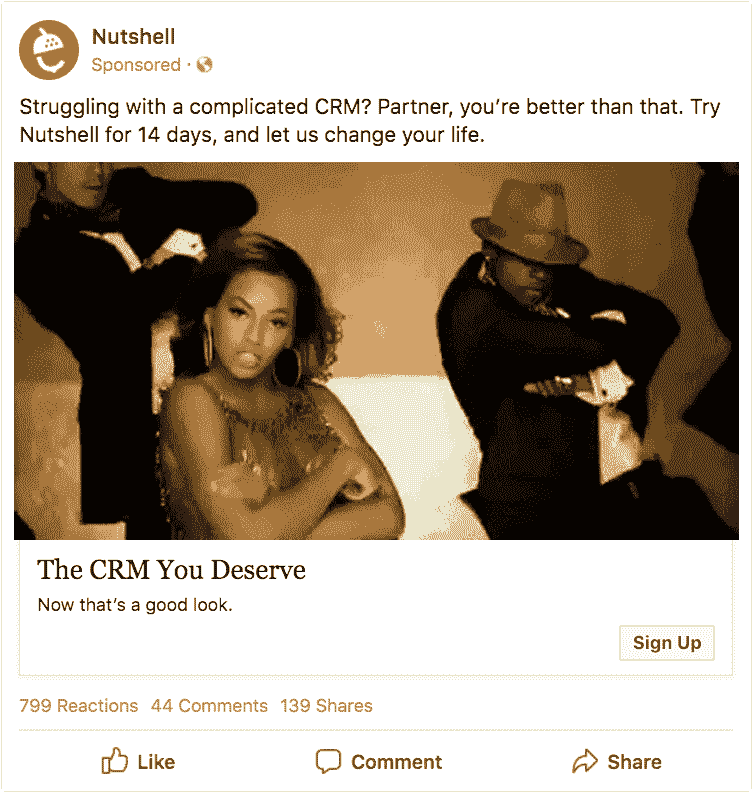 Nutshell
Sponsored ·
Struggling with a complicated CRM? Partner, you’re better than that. Try
Nutshell for 14 days, and let us change your life.
The CRM You Deserve
Now that’s a good look.
Sign Up
799 Reactions 44 Comments 139 Shares
Like Comment Share